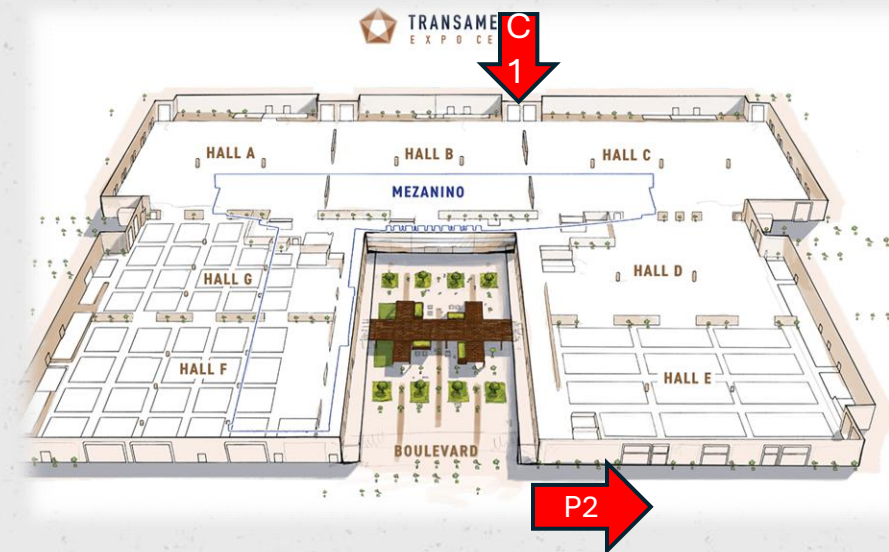 TRANSAME
EXPO CE
C
1
HALL A
HALL B
HALL C
MEZANINO
HALL G
HALL D
HALL F
HALL E
BOULEVARD
P2